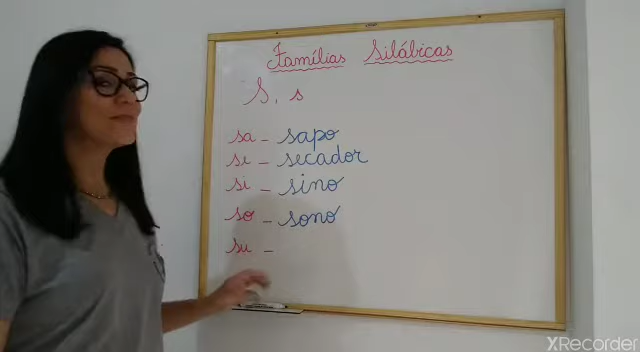 Famílias Silábicas
S, s
sa - sapo
se - secador
si - sino
so - sono
su -
XRecorder